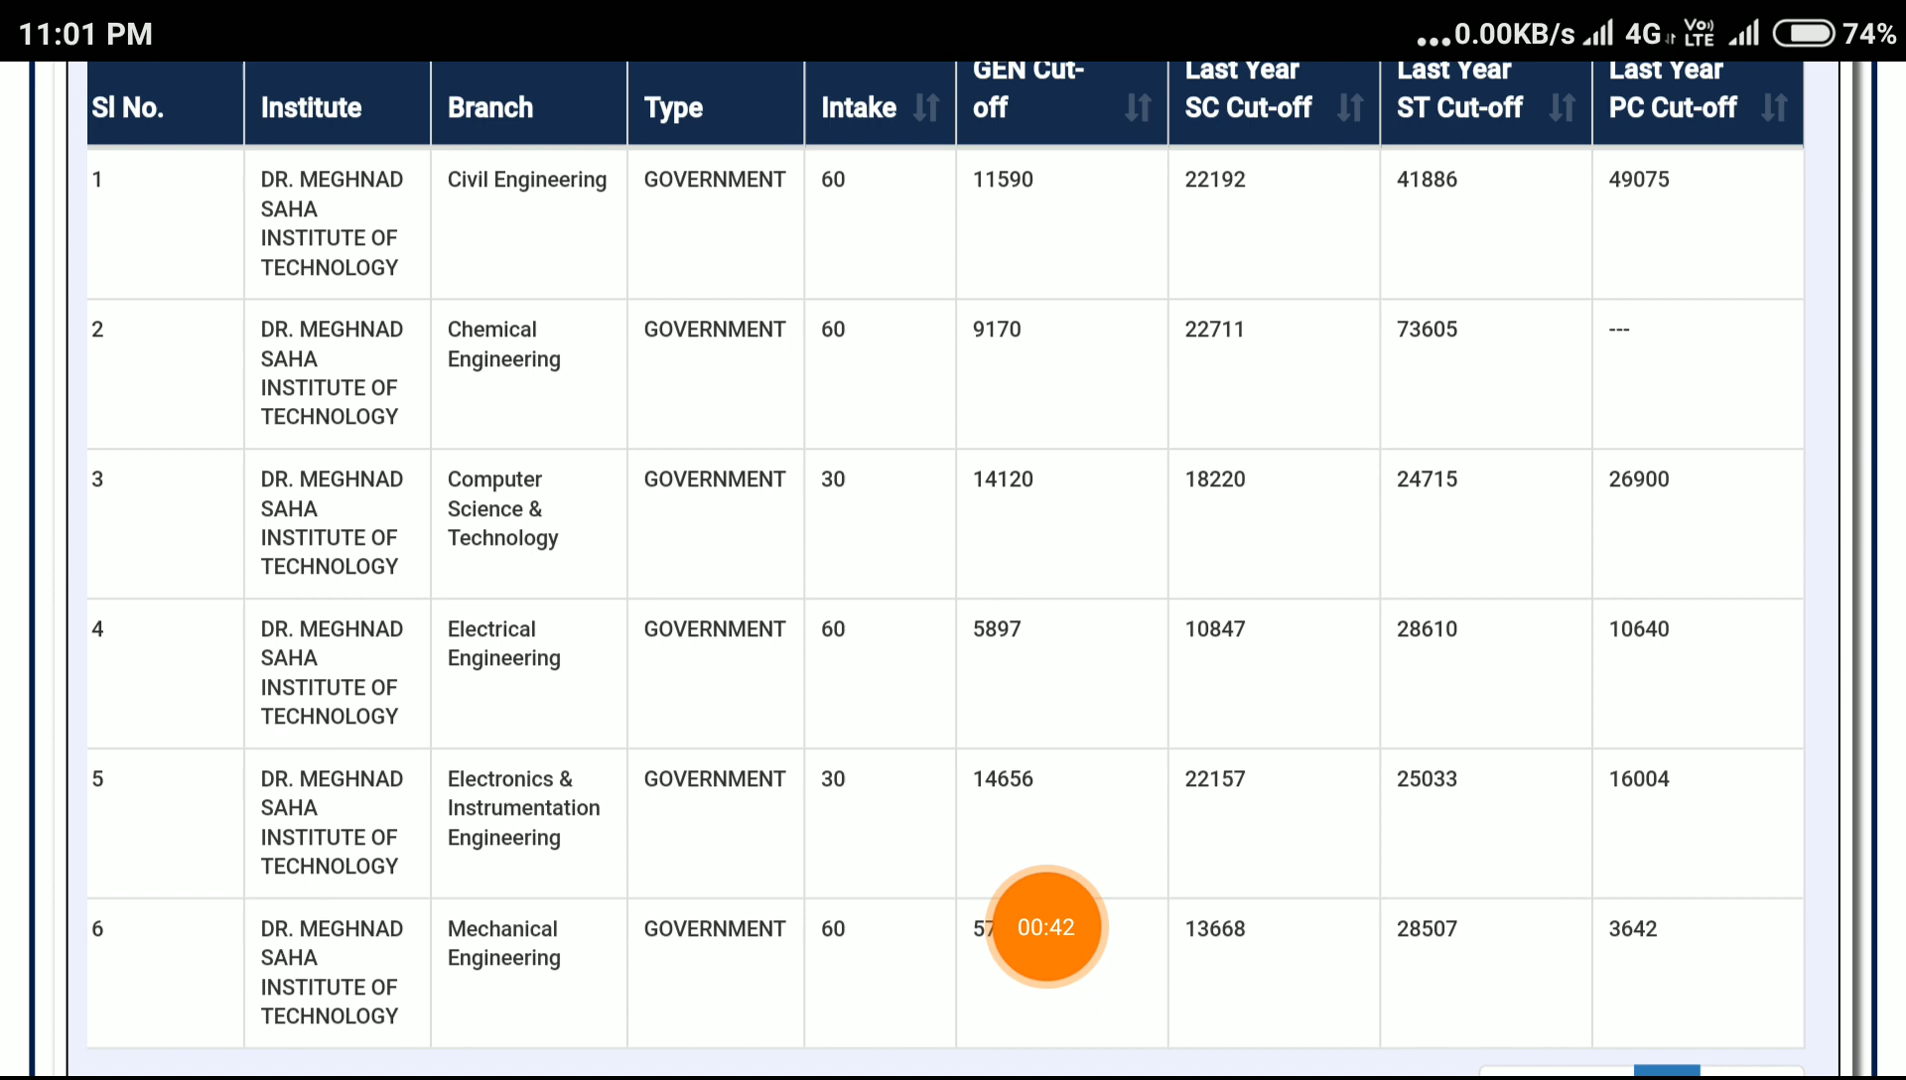 11:01 PM
...0.00KB/s 4G Vo) LTE 74%
Sl No. Institute Branch Type Intake GEN Cut-off Last Year SC Cut-off Last Year ST Cut-off Last Year PC Cut-off
1 DR. MEGHNAD Civil Engineering GOVERNMENT 60 11590 22192 41886 49075
SAHA
INSTITUTE OF
TECHNOLOGY
2 DR. MEGHNAD Chemical GOVERNMENT 60 9170 22711 73605 ---
SAHA Engineering
INSTITUTE OF
TECHNOLOGY
3 DR. MEGHNAD Computer GOVERNMENT 30 14120 18220 24715 26900
SAHA Science &
INSTITUTE OF Technology
TECHNOLOGY
4 DR. MEGHNAD Electrical GOVERNMENT 60 5897 10847 28610 10640
SAHA Engineering
INSTITUTE OF
TECHNOLOGY
5 DR. MEGHNAD Electronics & GOVERNMENT 30 14656 22157 25033 16004
SAHA Instrumentation
INSTITUTE OF Engineering
TECHNOLOGY
6 DR. MEGHNAD Mechanical GOVERNMENT 60 00:42 13668 28507 3642
SAHA Engineering
INSTITUTE OF
TECHNOLOGY